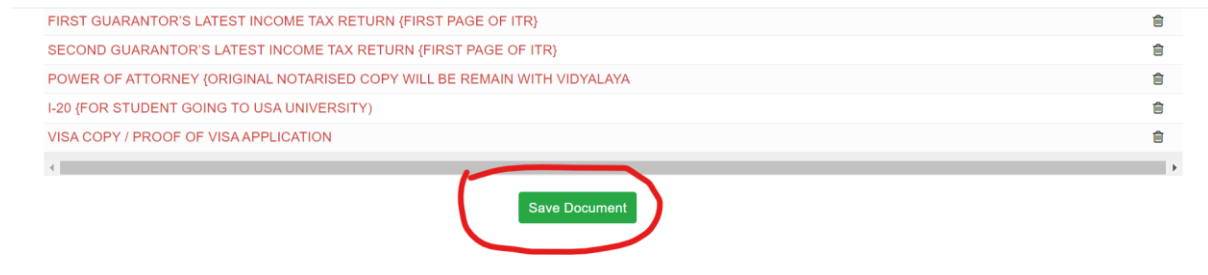 FIRST GUARANTOR'S LATEST INCOME TAX RETURN {FIRST PAGE OF ITR}
SECOND GUARANTOR'S LATEST INCOME TAX RETURN {FIRST PAGE OF ITR}
POWER OF ATTORNEY {ORIGINAL NOTARISED COPY WILL BE REMAIN WITH VIDYALAYA
I-20 {FOR STUDENT GOING TO USA UNIVERSITY)
VISA COPY / PROOF OF VISA APPLICATION
Save Document